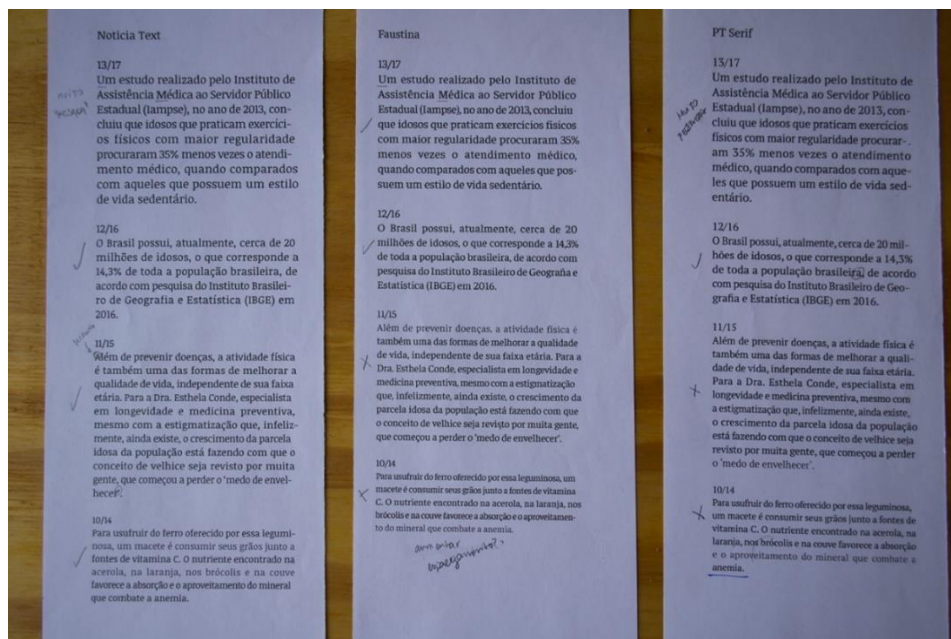 Noticia Text
13/17
Um estudo realizado pelo Instituto de
Assistência Médica ao Servidor Público
Estadual (Iampse), no ano de 2013, con-
cluiu que idosos que praticam exercíci-
os físicos com maior regularidade
procuraram 35% menos vezes o atendi-
mento médico, quando comparados
com aqueles que possuem um estilo
de vida sedentário.
12/16
O Brasil possui, atualmente, cerca de 20
milhões de idosos, o que corresponde a
14,3% de toda a população brasileira, de
acordo com pesquisa do Instituto Brasilei-
ro de Geografia e Estatística (IBGE) em
2016.
11/15
Além de prevenir doenças, a atividade física
é também uma das formas de melhorar a
qualidade de vida, independente de sua faixa
etária. Para a Dra. Esthela Conde, especialista
em longevidade e medicina preventiva,
mesmo com a estigmatização que, infeliz-
mente, ainda existe, o crescimento da parcela
idosa da população está fazendo com que o
conceito de velhice seja revisto por muita
gente, que começou a perder o 'medo de envel-
hecer'.
10/14
Para usufruir do ferro oferecido por essa legumi-
nosa, um macete é consumir seus grãos junto a
fontes de vitamina C. O nutriente encontrado na
acerola, na laranja, nos brócolis e na couve
favorece a absorção e o aproveitamento do mineral
que combate a anemia.
Faustina
13/17
Um estudo realizado pelo Instituto de
Assistência Médica ao Servidor Público
Estadual (Iampse), no ano de 2013, concluiu
que idosos que praticam exercícios físicos
com maior regularidade procuraram 35%
menos vezes o atendimento médico,
quando comparados com aqueles que pos-
suem um estilo de vida sedentário.
12/16
O Brasil possui, atualmente, cerca de 20
milhões de idosos, o que corresponde a 14,3%
de toda a população brasileira, de acordo com
pesquisa do Instituto Brasileiro de Geografia e
Estatística (IBGE) em 2016.
11/15
Além de prevenir doenças, a atividade física é
também uma das formas de melhorar a qualidade
de vida, independente de sua faixa etária. Para a
Dra. Esthela Conde, especialista em longevidade e
medicina preventiva, mesmo com a estigmatização
que, infelizmente, ainda existe, o crescimento da
parcela idosa da população está fazendo com que
o conceito de velhice seja revisto por muita gente,
que começou a perder o 'medo de envelhecer'.
10/14
Para usufruir do ferro oferecido por essa leguminosa, um
macete é consumir seus grãos junto a fontes de vitamina
C. O nutriente encontrado na acerola, na laranja, nos
brócolis e na couve favorece a absorção e o aproveitamen-
to do mineral que combate a anemia.
aumentar
espaçamento?
PT Serif
13/17
Um estudo realizado pelo Instituto de
Assistência Médica ao Servidor Público
Estadual (Iampse), no ano de 2013, con-
cluiu que idosos que praticam exercícios
físicos com maior regularidade procurar-
am 35% menos vezes o atendimento
médico, quando comparados com aque-
les que possuem um estilo de vida sed-
entário.
12/16
O Brasil possui, atualmente, cerca de 20 mil-
hões de idosos, o que corresponde a 14,3%
de toda a população brasileira, de acordo
com pesquisa do Instituto Brasileiro de Geo-
grafia e Estatística (IBGE) em 2016.
11/15
Além de prevenir doenças, a atividade física é
também uma das formas de melhorar a quali-
dade de vida, independente de sua faixa etária.
Para a Dra. Esthela Conde, especialista em
longevidade e medicina preventiva, mesmo com
a estigmatização que, infelizmente, ainda existe,
o crescimento da parcela idosa da população
está fazendo com que o conceito de velhice seja
revisto por muita gente, que começou a perder
o 'medo de envelhecer'.
10/14
Para usufruir do ferro oferecido por essa leguminosa,
um macete é consumir seus grãos junto a fontes de
vitamina C. O nutriente encontrado na acerola, na
laranja, nos brócolis e na couve favorece a absorção
e o aproveitamento do mineral que combate a
anemia.